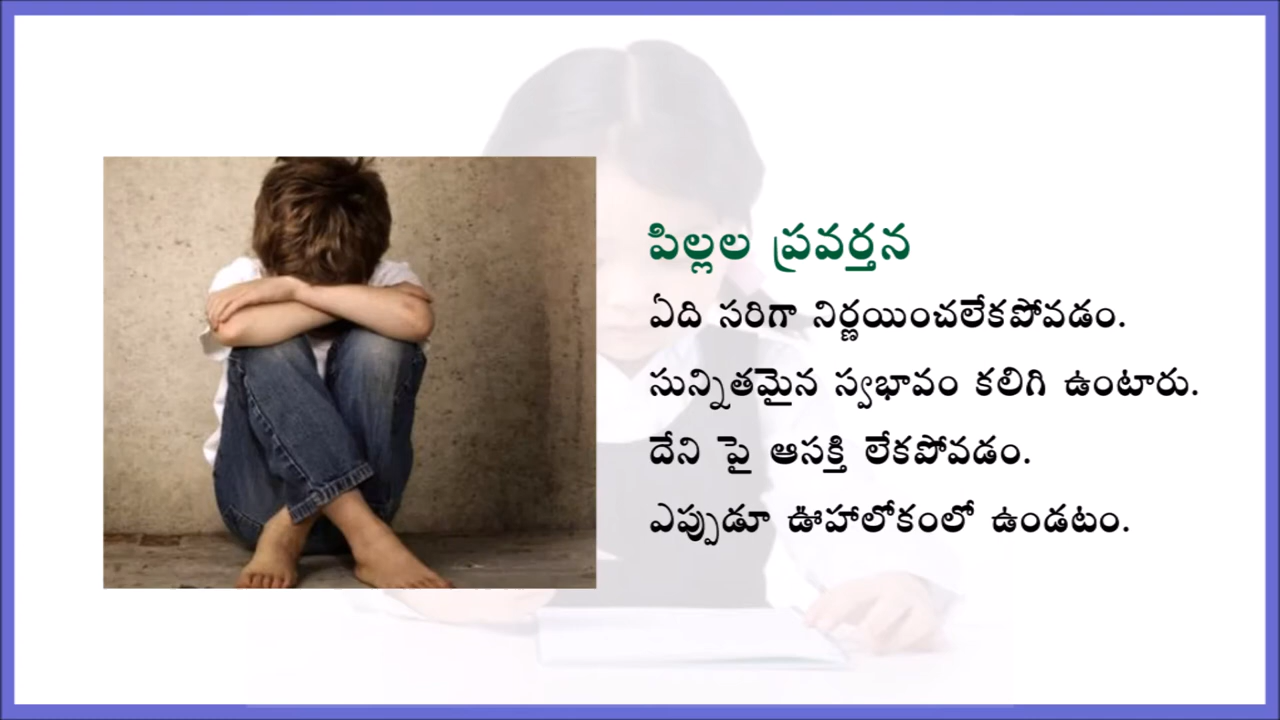 పిల్లల ప్రవర్తన
ఏది సరిగా నిర్ణయించలేకపోవడం.
సున్నితమైన స్వభావం కలిగి ఉంటారు.
దేని పై ఆసక్తి లేకపోవడం.
ఎప్పుడూ ఊహాలోకంలో ఉండటం.